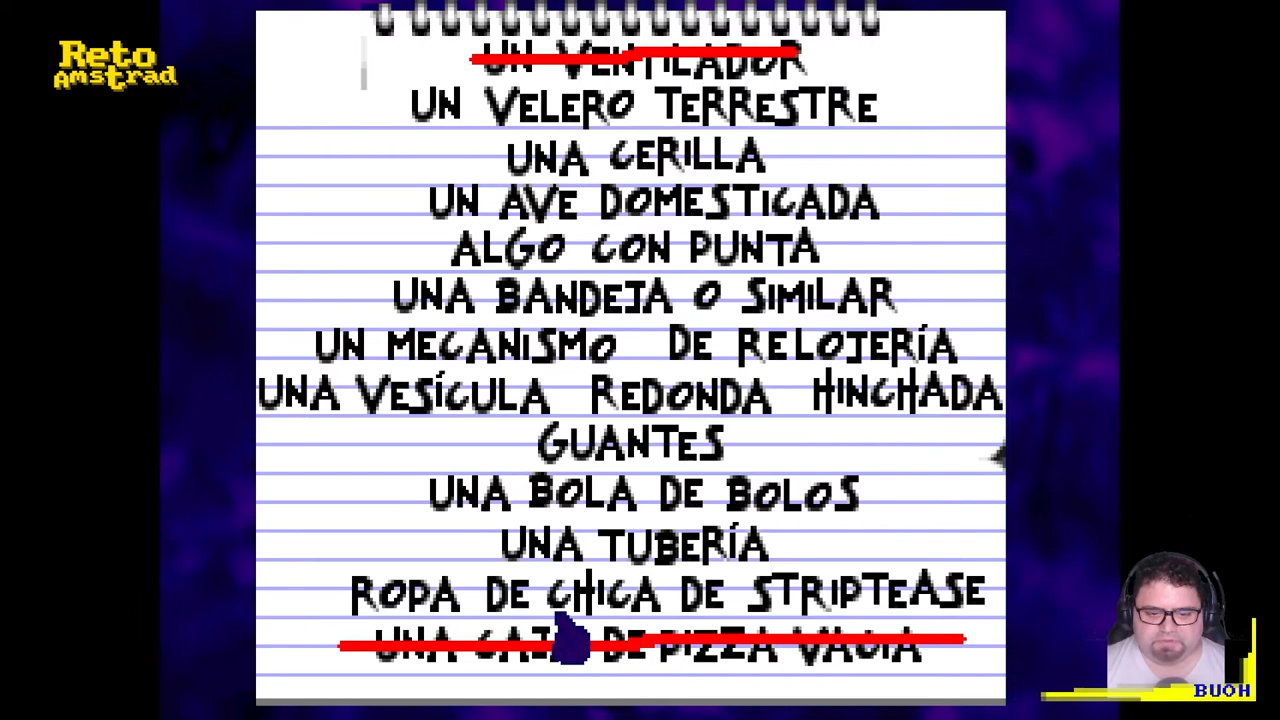 Reto
Amstrad
UN VENTILADOR
UN VELERO TERRESTRE
UNA CERILLA
UN AVE DOMESTICADA
ALGO CON PUNTA
UNA BANDEJA O SIMILAR
UN MECANISMO DE RELOJERÍA
UNA VESÍCULA REDONDA HINCHADA
GUANTES
UNA BOLA DE BOLOS
UNA TUBERÍA
ROPA DE CHICA DE STRIPTEASE
UNA CAJA DE PIZZA VACIA
BUOH